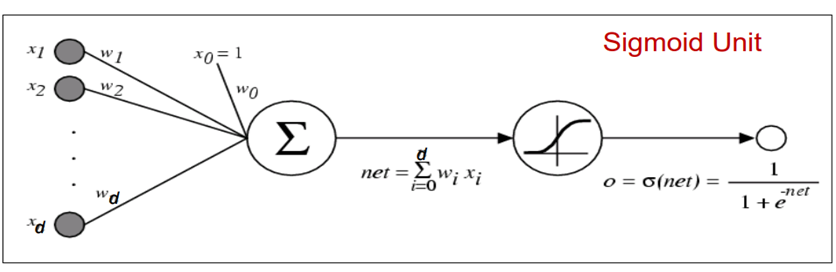 Sigmoid Unit
x1 w1
x0 = 1
x2 w2
w0
Σ
.
.
.
net = Σ i=0 d wi xi
wd
xd
o = σ(net) = 1 / 1 + e^-net